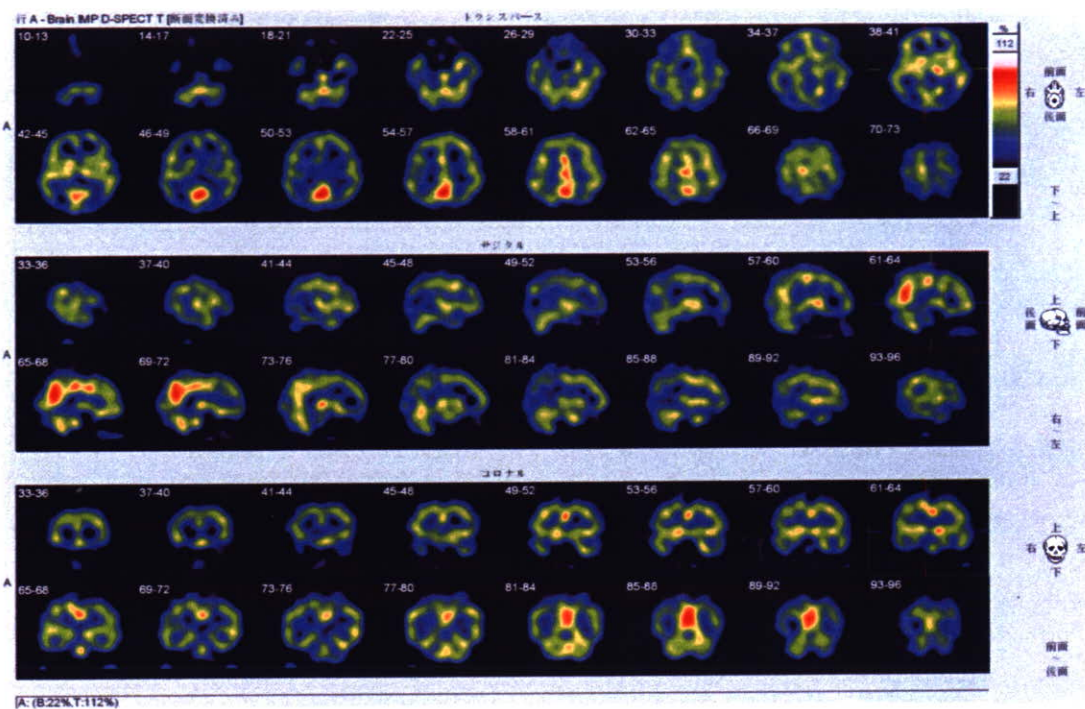 行 A - Brain IMP D-SPECT T [断面変換済み]
トランスバース
10-13 14-17 18-21 22-25 26-29 30-33 34-37 38-41
A
42-45 46-49 50-53 54-57 58-61 62-65 66-69 70-73
%
112
22
前面
右 左
後面
下
~
上
サジタル
33-36 37-40 41-44 45-48 49-52 53-56 57-60 61-64
A
65-68 69-72 73-76 77-80 81-84 85-88 89-92 93-96
上
後面 前面
下
右
~
左
コロナル
33-36 37-40 41-44 45-48 49-52 53-56 57-60 61-64
A
65-68 69-72 73-76 77-80 81-84 85-88 89-92 93-96
上
右 左
下
前面
~
後面
A: (B:22%,T:112%)